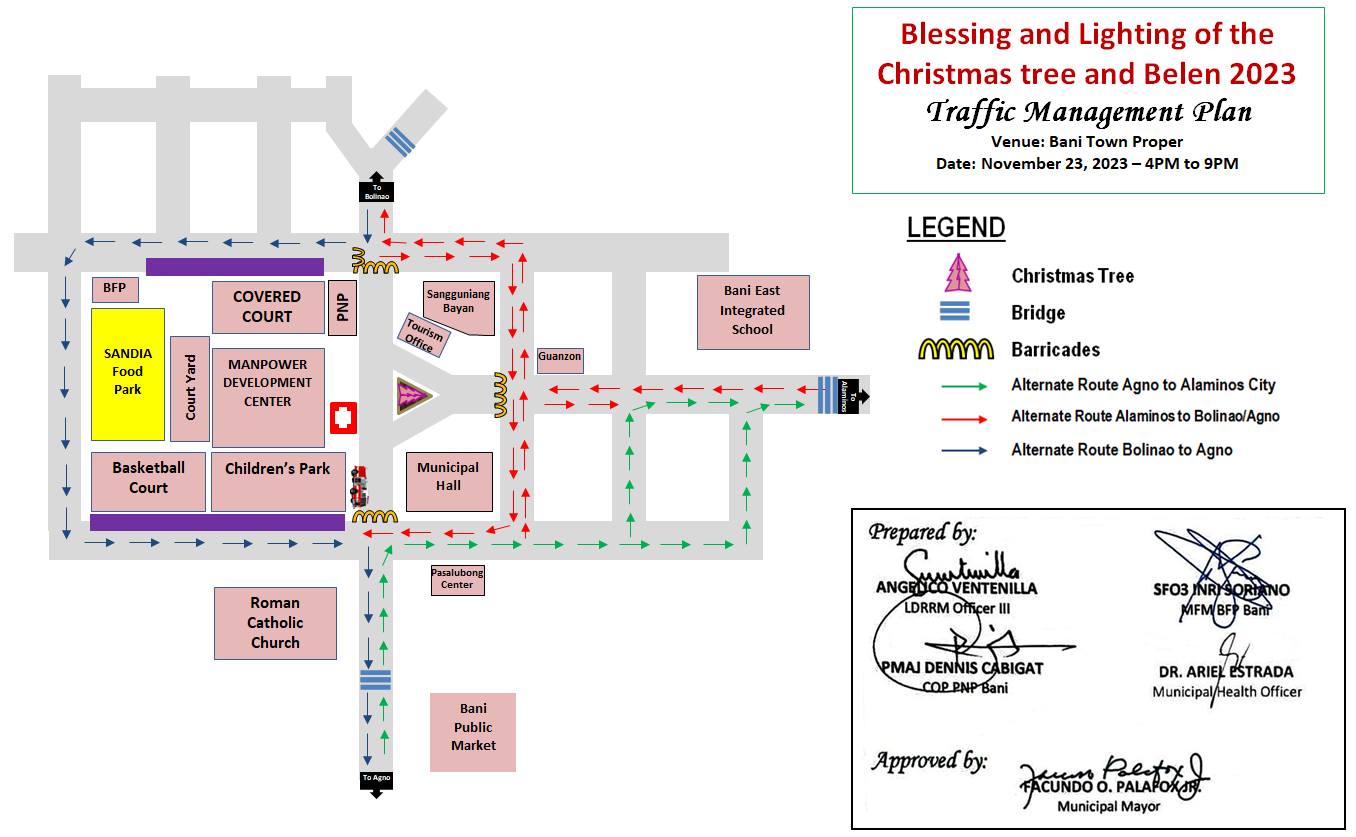 Blessing and Lighting of the
Christmas tree and Belen 2023
Traffic Management Plan
Venue: Bani Town Proper
Date: November 23, 2023 – 4PM to 9PM
To
Bolinao
LEGEND
Christmas Tree
Bridge
Barricades
Alternate Route Agno to Alaminos City
Alternate Route Alaminos to Bolinao/Agno
Alternate Route Bolinao to Agno
BFP
COVERED
COURT
PNP
Sangguniang
Bayan
Tourism
Office
Bani East
Integrated
School
SANDIA
Food
Park
Court Yard
MANPOWER
DEVELOPMENT
CENTER
Guanzon
To
Alaminos
Basketball
Court
Children's Park
Municipal
Hall
Pasalubong
Center
Roman
Catholic
Church
Bani
Public
Market
To Agno
Prepared by:
ANGELICO VENTENILLA
LDRRM Officer III
SFO3 INRI SORIANO
MFM BFP Bani
PMAJ DENNIS CABIGAT
COP PNP Bani
DR. ARIEL ESTRADA
Municipal Health Officer
Approved by:
FACUNDO O. PALAFOX JR.
Municipal Mayor